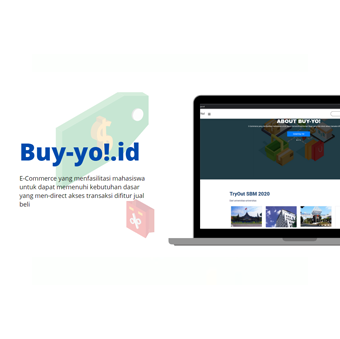 Buy-yo!.id
E-Commerce yang menfasilitasi mahasiswa
untuk dapat memenuhi kebutuhan dasar
yang men-direct akses transaksi difitur jual
beli
ABOUT BUY-YO!
TryOut SBM 2020